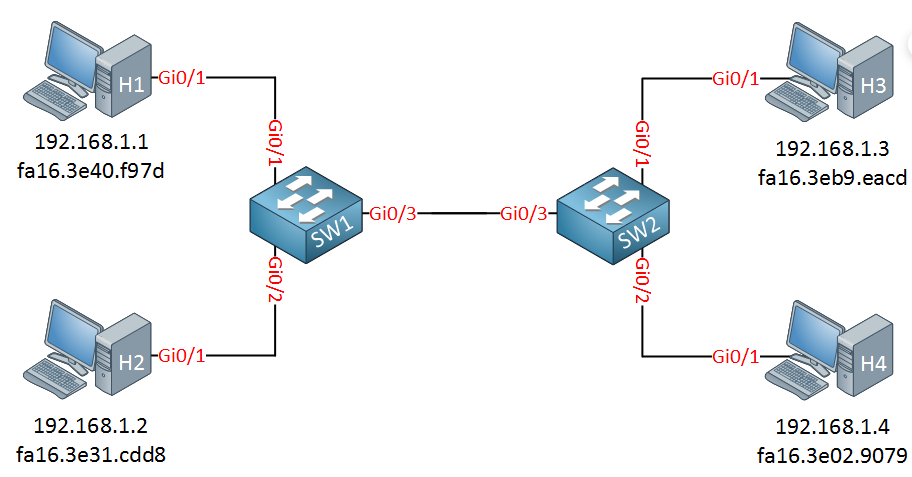 H1
Gi0/1
192.168.1.1
fa16.3e40.f97d
Gi0/1
SW1
Gi0/3
Gi0/2
H2
Gi0/1
192.168.1.2
fa16.3e31.cdd8
Gi0/1
H3
192.168.1.3
fa16.3eb9.eacd
Gi0/1
Gi0/3
SW2
Gi0/2
Gi0/1
H4
192.168.1.4
fa16.3e02.9079